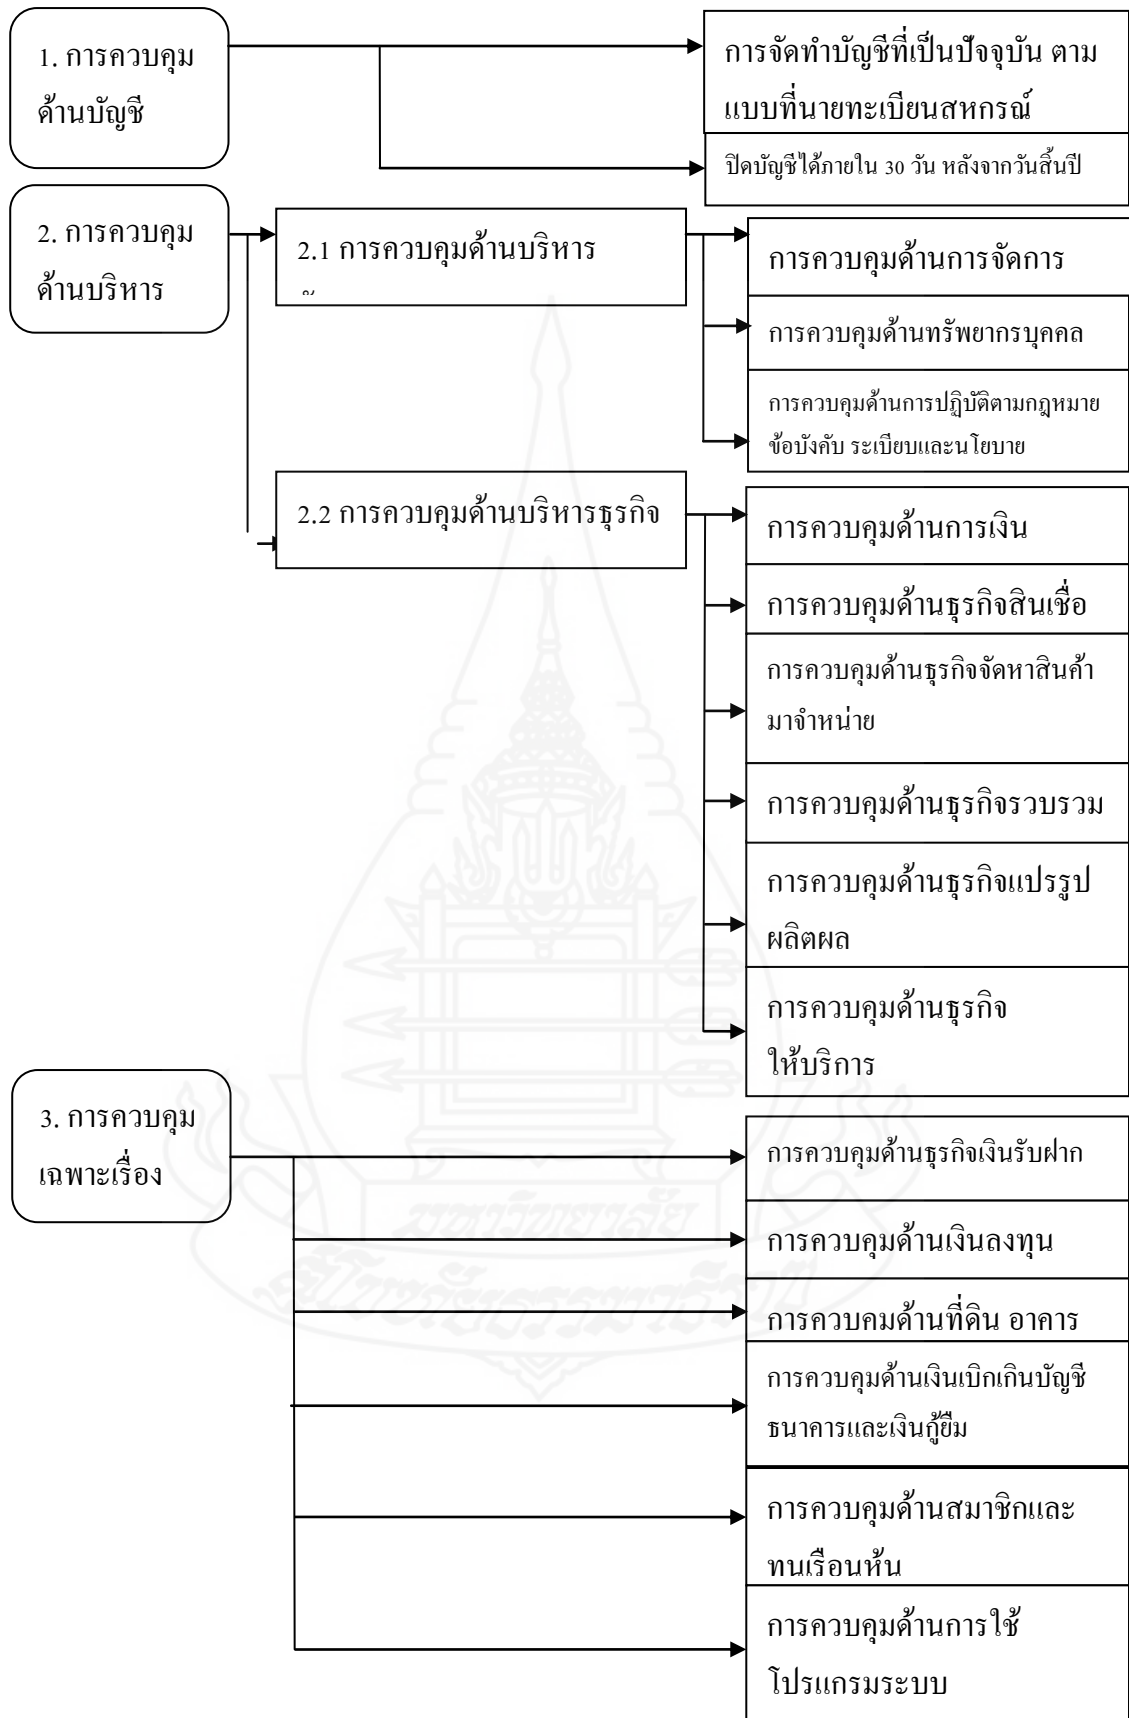 1. การควบคุม
ด้านบัญชี
การจัดทำบัญชีที่เป็นปัจจุบัน ตาม
แบบที่นายทะเบียนสหกรณ์
ปิดบัญชีได้ภายใน 30 วัน หลังจากวันสิ้นปี
2. การควบคุม
ด้านบริหาร
2.1 การควบคุมด้านบริหาร
การควบคุมด้านการจัดการ
การควบคุมด้านทรัพยากรบุคคล
การควบคุมด้านการปฏิบัติตามกฎหมาย
ข้อบังคับ ระเบียบและนโยบาย
2.2 การควบคุมด้านบริหารธุรกิจ
การควบคุมด้านการเงิน
การควบคุมด้านธุรกิจสินเชื่อ
การควบคุมด้านธุรกิจจัดหาสินค้า
มาจำหน่าย
การควบคุมด้านธุรกิจรวบรวม
การควบคุมด้านธุรกิจแปรรูป
ผลิตผล
การควบคุมด้านธุรกิจ
ให้บริการ
3. การควบคุม
เฉพาะเรื่อง
การควบคุมด้านธุรกิจเงินรับฝาก
การควบคุมด้านเงินลงทุน
การควบคมด้านที่ดิน อาคาร
การควบคุมด้านเงินเบิกเกินบัญชี
ธนาคารและเงินกู้ยืม
การควบคุมด้านสมาชิกและ
ทนเรือนหุ้น
การควบคุมด้านการใช้
โปรแกรมระบบ
มหาวิทยาลัย
สุโขทัยธรรมาธิราช